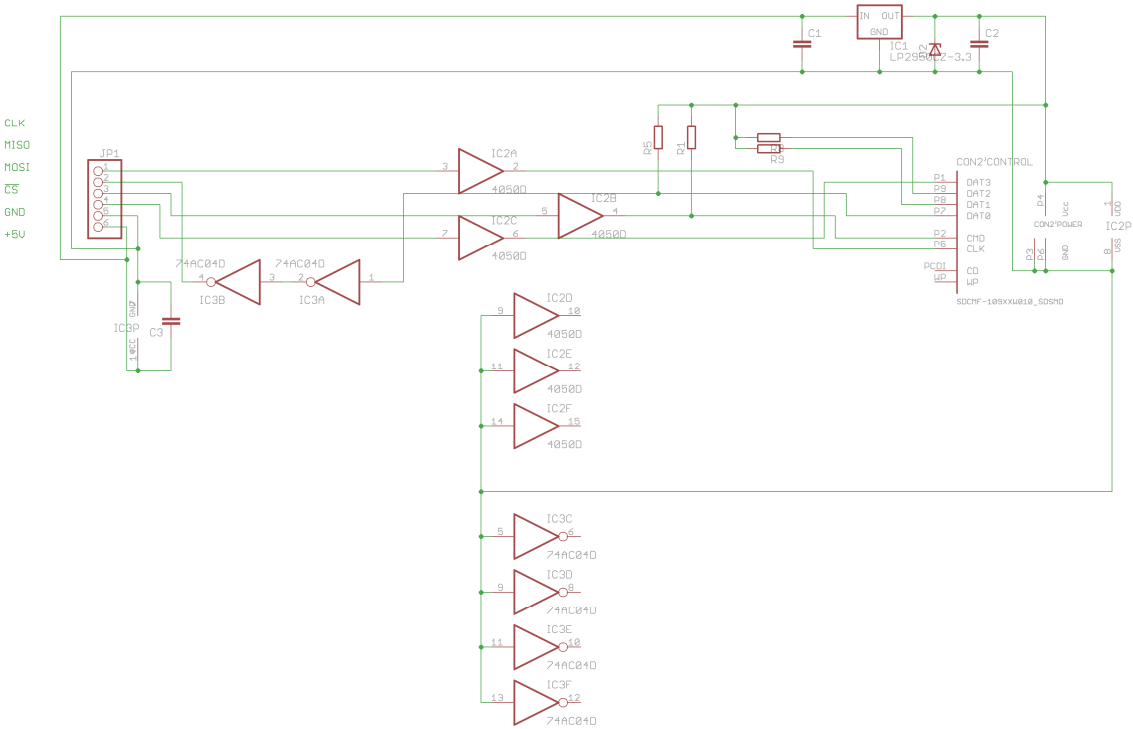 IN OUT
GND
C1
C2
IC1
LP2950CZ-3.3
CLK
MISO
MOSI
CS
GND
+5V
JP1
1
2
3
4
5
6
3
IC2A
2
4050D
R5
R1
R9
5
IC2B
4
4050D
7
IC2C
6
4050D
CON2'CONTROL
P1 DAT3
P9 DAT2
P8 DAT1
P7 DAT0
P2 CMD
P6 CLK
PCDI CD
WP WP
SDCMF-109XXW010_SDSMD
P4
Vcc
CON2'POWER
P3
P6
GND
1
VDD
IC2P
8
VSS
74AC04D
4
3
IC3B
74AC04D
2
1
IC3A
GND
IC3P
C3
9
IC2D
10
4050D
11
IC2E
12
4050D
14
IC2F
15
4050D
5
IC3C
6
74AC04D
9
IC3D
8
74AC04D
11
IC3E
10
74AC04D
13
IC3F
12
74AC04D